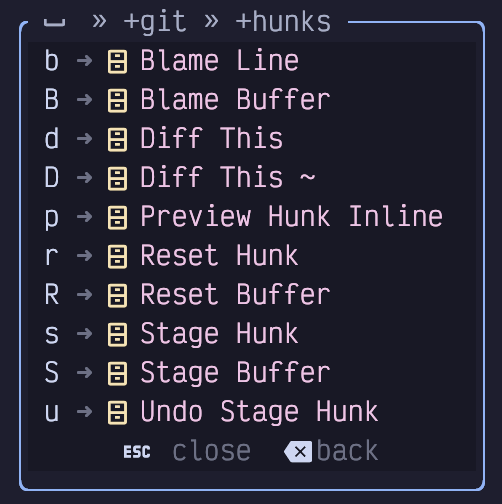 ␣ » +git » +hunks
b → Blame Line
B → Blame Buffer
d → Diff This
D → Diff This ~
p → Preview Hunk Inline
r → Reset Hunk
R → Reset Buffer
s → Stage Hunk
S → Stage Buffer
u → Undo Stage Hunk
ESC close ⌫ back